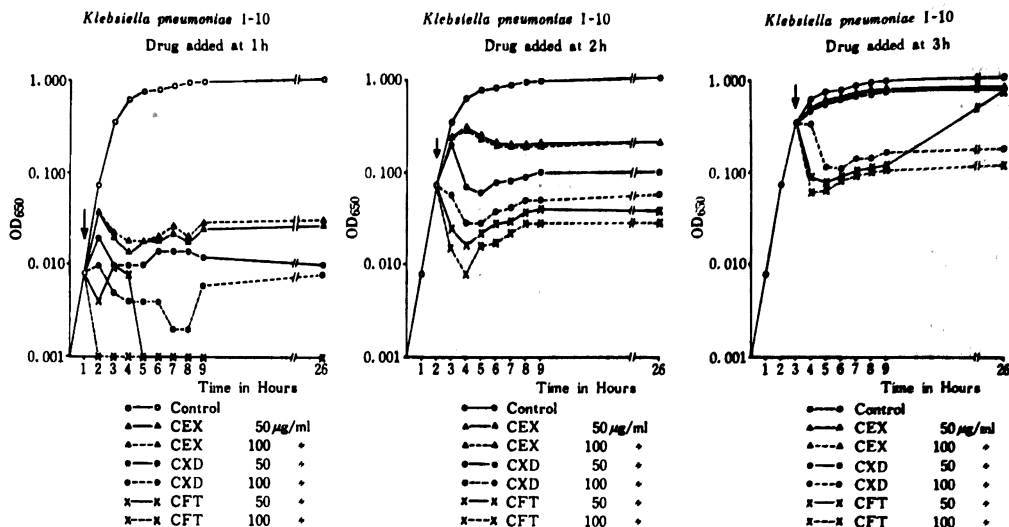 Klebsiella pneumoniae I-10
Drug added at 1h
1.000
0.100
0.010
0.001
OD650
1 2 3 4 5 6 7 8 9 26
Time in Hours
Control
CEX 50 μg/ml
CEX 100 〃
CXD 50 〃
CXD 100 〃
CFT 50 〃
CFT 100 〃
Klebsiella pneumoniae I-10
Drug added at 2h
1.000
0.100
0.010
0.001
OD650
1 2 3 4 5 6 7 8 9 26
Time in Hours
Control
CEX 50 μg/ml
CEX 100 〃
CXD 50 〃
CXD 100 〃
CFT 50 〃
CFT 100 〃
Klebsiella pneumoniae I-10
Drug added at 3h
1.000
0.100
0.010
0.001
OD650
1 2 3 4 5 6 7 8 9 26
Time in Hours
Control
CEX 50 μg/ml
CEX 100 〃
CXD 50 〃
CXD 100 〃
CFT 50 〃
CFT 100 〃